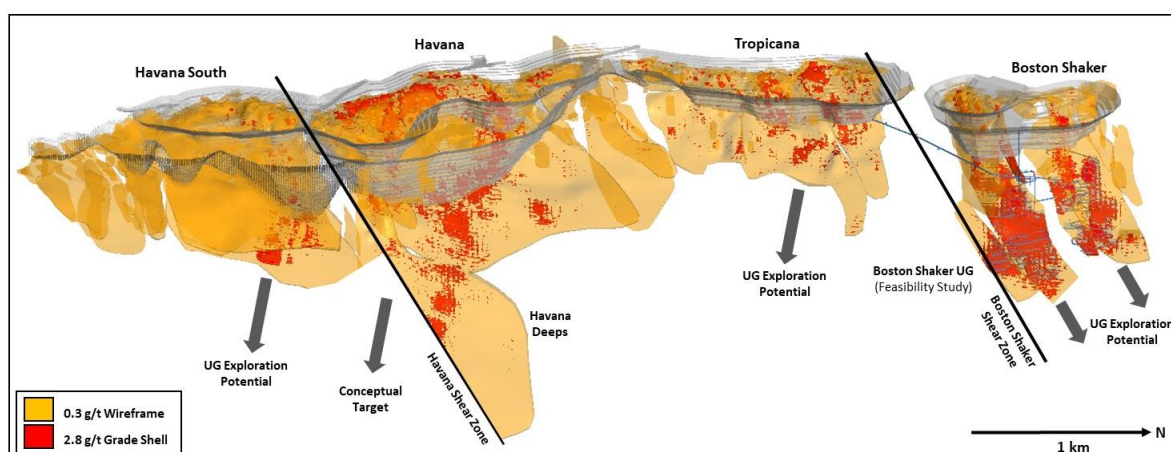 Havana South
Havana
Tropicana
Boston Shaker
UG Exploration
Potential
Conceptual
Target
Havana Shear Zone
Havana
Deeps
UG Exploration
Potential
Boston Shaker UG
(Feasibility Study)
Boston Shaker
Shear Zone
UG Exploration
Potential
0.3 g/t Wireframe
2.8 g/t Grade Shell
N
1 km